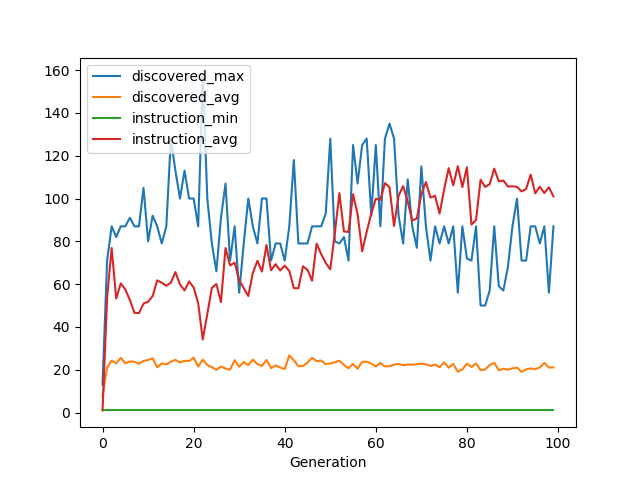 discovered_max
discovered_avg
instruction_min
instruction_avg
160
140
120
100
80
60
40
20
0
0 20 40 60 80 100
Generation